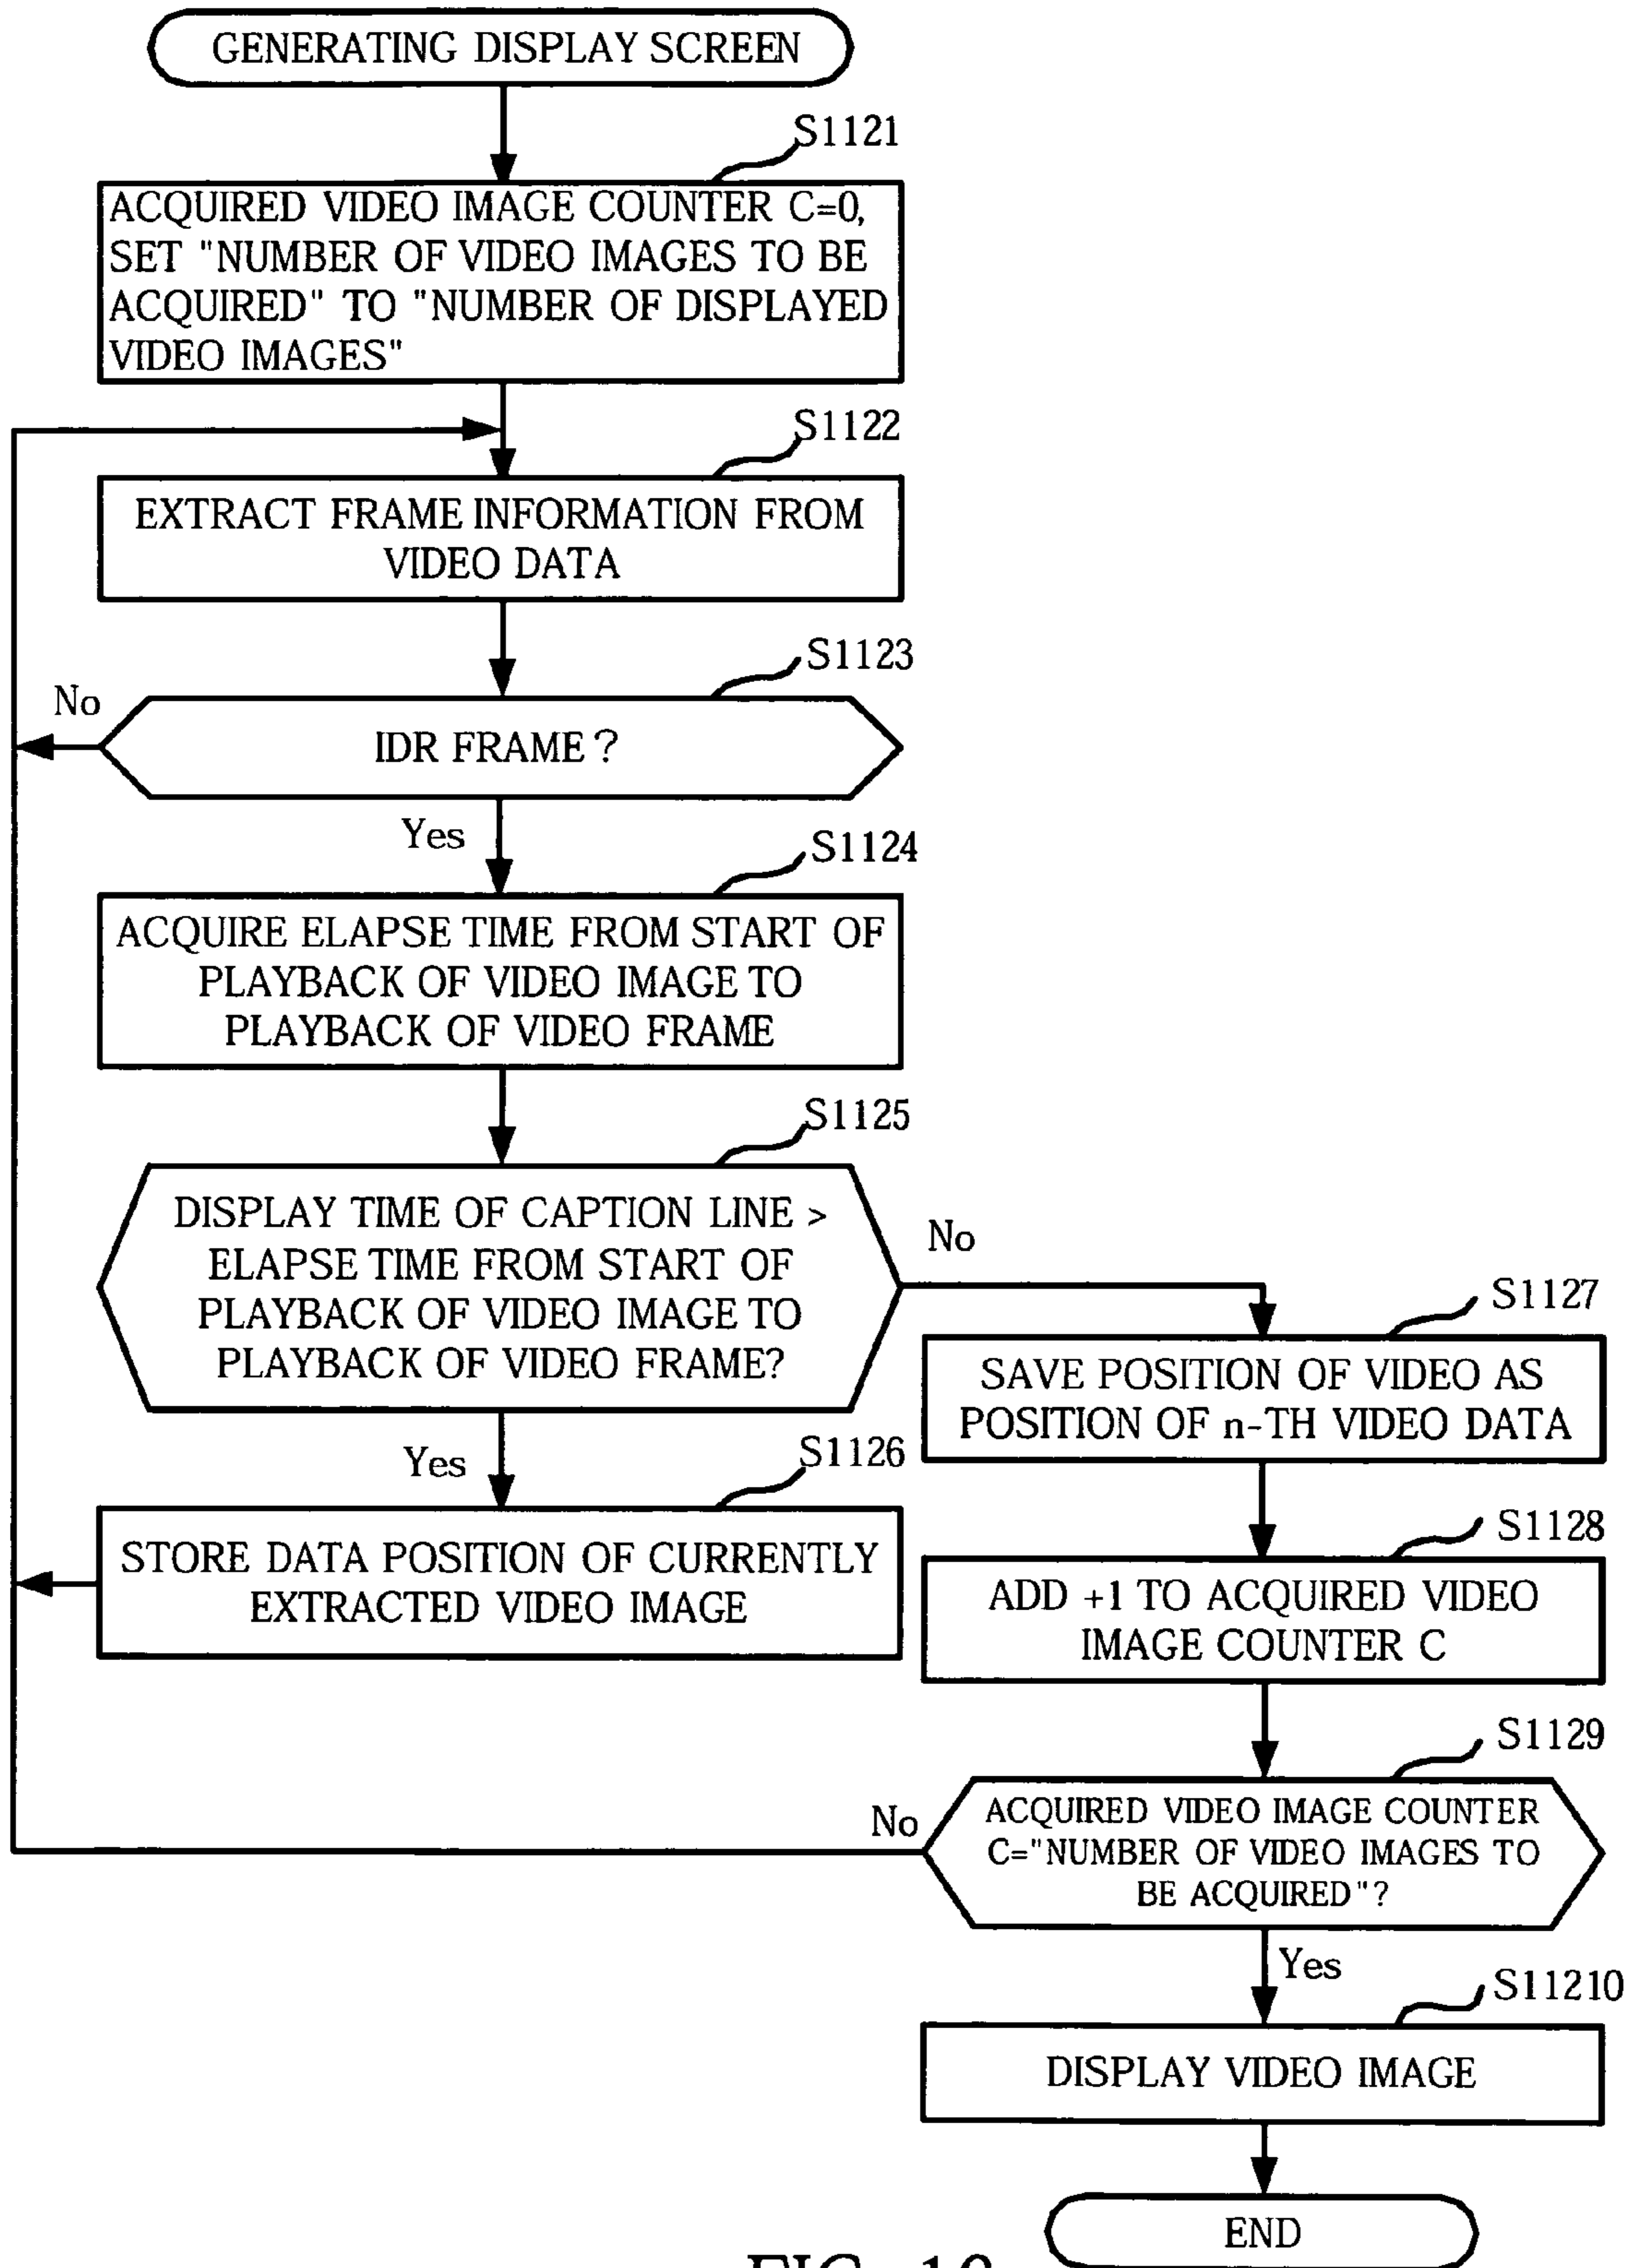 GENERATING DISPLAY SCREEN
S1121
ACQUIRED VIDEO IMAGE COUNTER C=0,
SET "NUMBER OF VIDEO IMAGES TO BE
ACQUIRED" TO "NUMBER OF DISPLAYED
VIDEO IMAGES"
S1122
EXTRACT FRAME INFORMATION FROM
VIDEO DATA
S1123
No
IDR FRAME?
Yes
S1124
ACQUIRE ELAPSE TIME FROM START OF
PLAYBACK OF VIDEO IMAGE TO
PLAYBACK OF VIDEO FRAME
S1125
DISPLAY TIME OF CAPTION LINE >
ELAPSE TIME FROM START OF
PLAYBACK OF VIDEO IMAGE TO
PLAYBACK OF VIDEO FRAME?
No
Yes
S1126
STORE DATA POSITION OF CURRENTLY
EXTRACTED VIDEO IMAGE
S1127
SAVE POSITION OF VIDEO AS
POSITION OF n-TH VIDEO DATA
S1128
ADD +1 TO ACQUIRED VIDEO
IMAGE COUNTER C
S1129
No
ACQUIRED VIDEO IMAGE COUNTER
C="NUMBER OF VIDEO IMAGES TO
BE ACQUIRED"?
Yes
S11210
DISPLAY VIDEO IMAGE
END